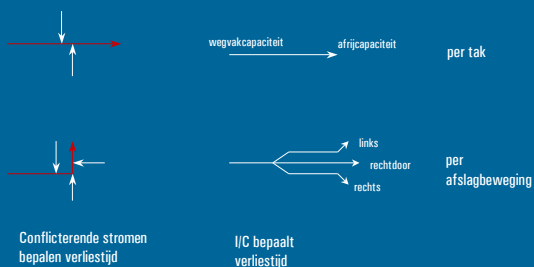 wegvakcapaciteit
afrijcapaciteit
per tak
links
rechtdoor
rechts
per
afslagbeweging
Conflicterende stromen
bepalen verliestijd
I/C bepaalt
verliestijd